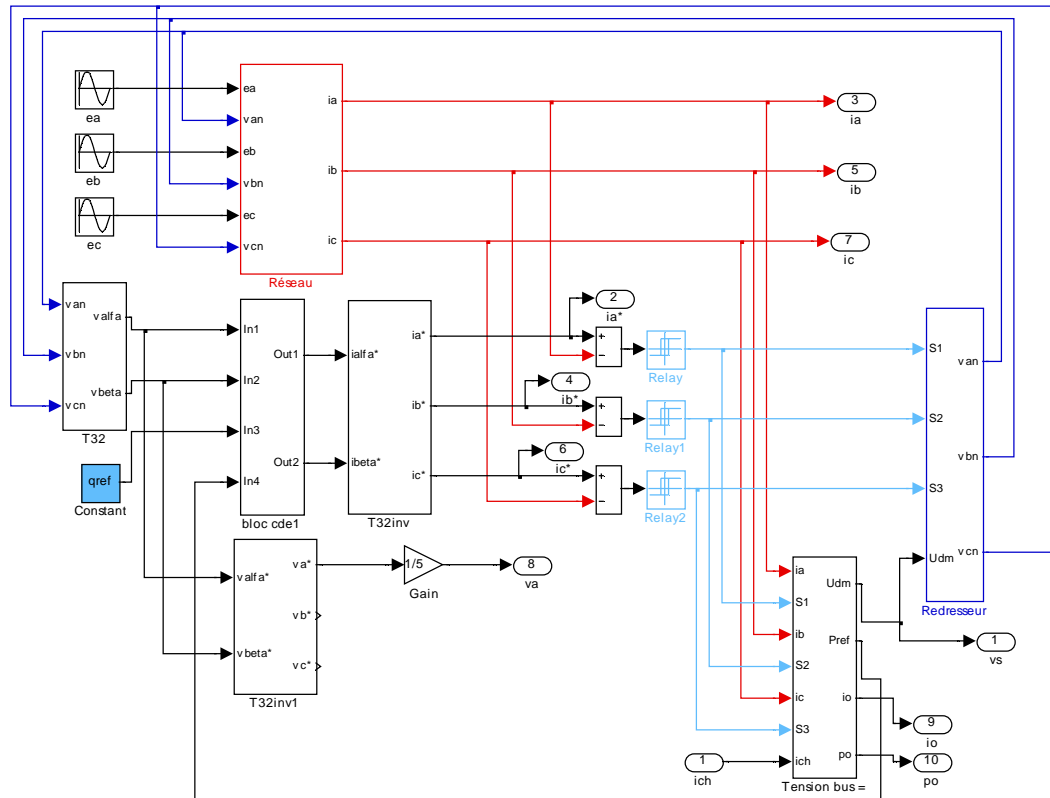 ea
eb
ec
ea
van
eb
vbn
ec
vcn
ia
ib
ic
Réseau
3
ia
5
ib
7
ic
van
vbn
vcn
valfa
vbeta
T32
qref
Constant
In1
In2
In3
In4
Out1
Out2
bloc cde1
ialfa*
ibeta*
ia*
ib*
ic*
T32inv
2
ia*
4
ib*
6
ic*
+
−
+
−
+
−
Relay
Relay1
Relay2
S1
S2
S3
Udm
van
vbn
vcn
Redresseur
valfa*
vbeta*
va*
vb*
vc*
T32inv1
1/5
Gain
8
va
ia
S1
ib
S2
ic
S3
ich
Udm
Pref
io
po
Tension bus =
1
ich
1
vs
9
io
10
po